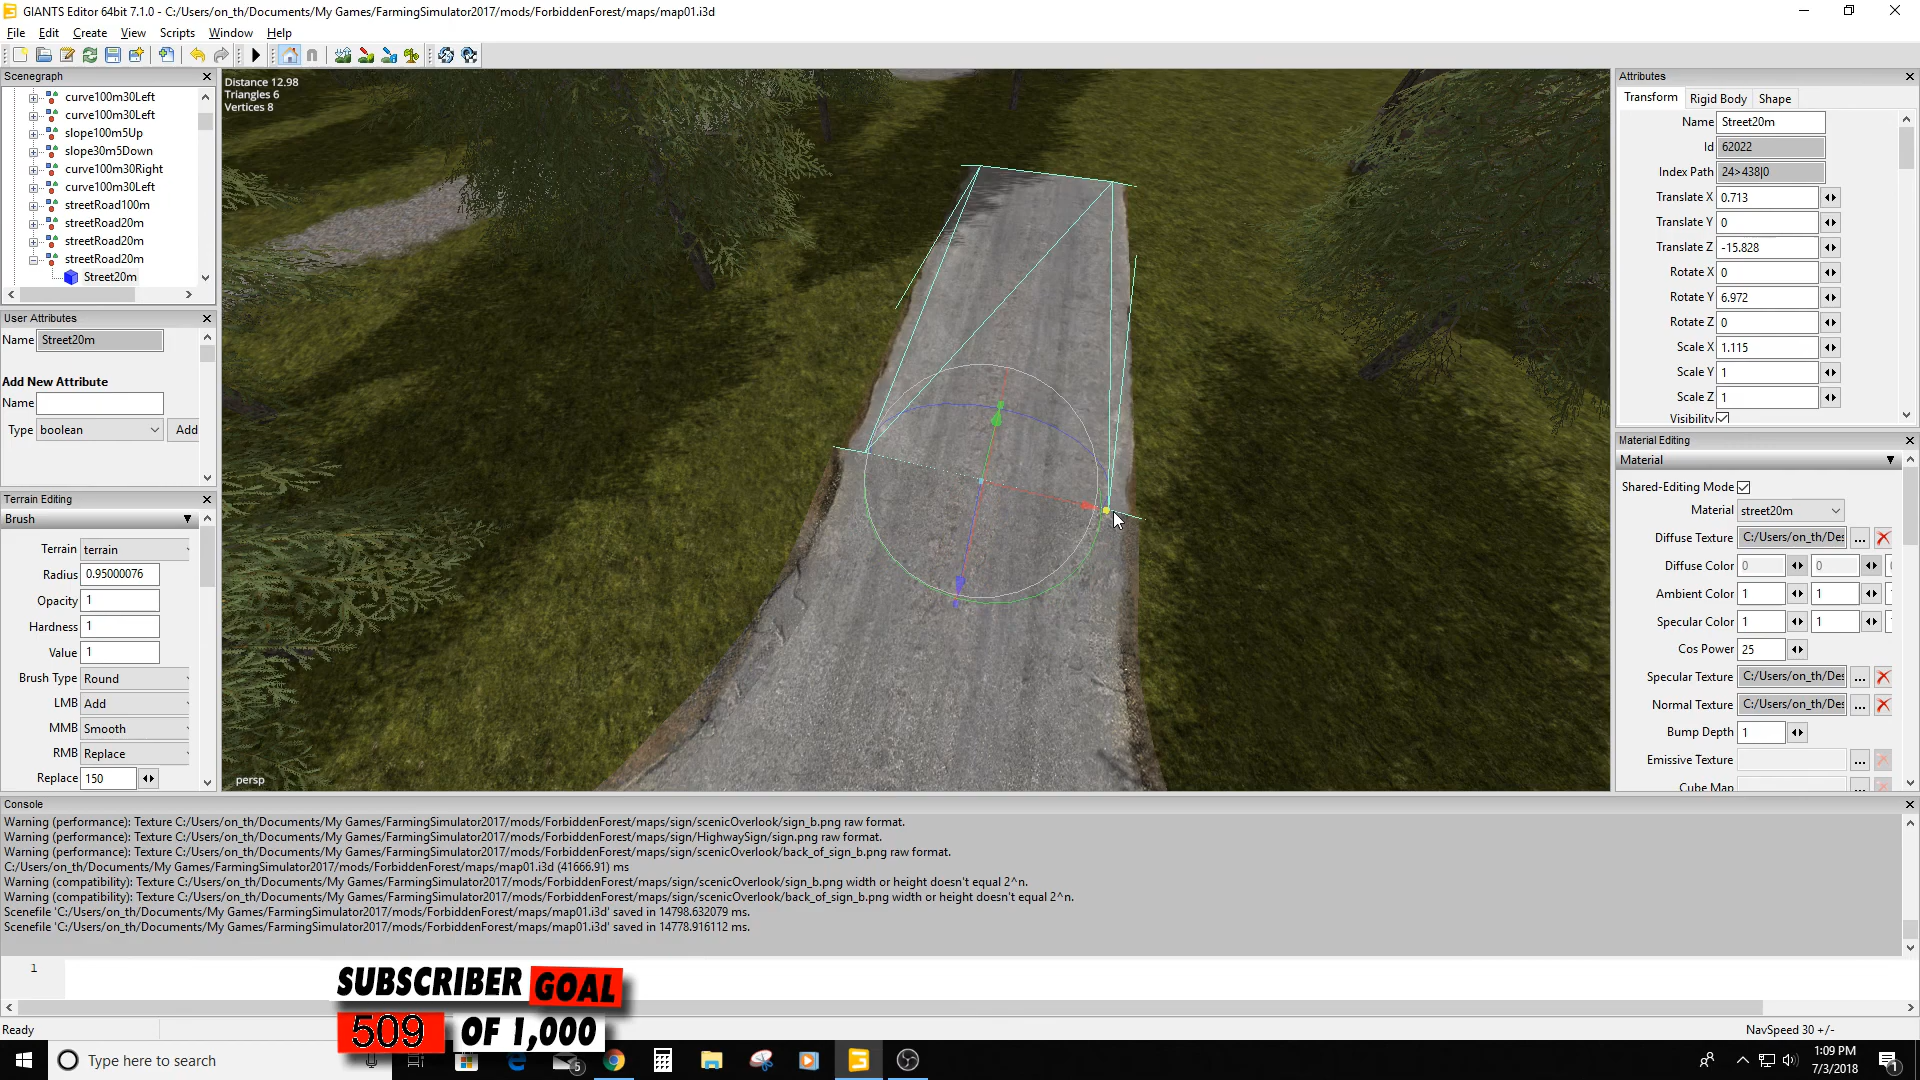 GIANTS Editor 64bit 7.1.0 - C:/Users/on_th/Documents/My Games/FarmingSimulator2017/mods/ForbiddenForest/maps/map01.i3d
File Edit Create View Scripts Window Help
Scenegraph
curve100m30Left
curve100m30Left
slope100m5Up
slope30m5Down
curve100m30Right
curve100m30Left
streetRoad100m
streetRoad20m
streetRoad20m
streetRoad20m
Street20m
User Attributes
Name Street20m
Add New Attribute
Name
Type boolean Add
Terrain Editing
Brush
Terrain terrain
Radius 0.95000076
Opacity 1
Hardness 1
Value 1
Brush Type Round
LMB Add
MMB Smooth
RMB Replace
Replace 150
Distance 12.98
Triangles 6
Vertices 8
persp
Attributes
Transform Rigid Body Shape
Name Street20m
Id 62022
Index Path 24>438|0
Translate X 0.713
Translate Y 0
Translate Z -15.828
Rotate X 0
Rotate Y 6.972
Rotate Z 0
Scale X 1.115
Scale Y 1
Scale Z 1
Visibility
Material Editing
Material
Shared-Editing Mode
Material street20m
Diffuse Texture C:/Users/on_th/Des ...
Diffuse Color 0 0
Ambient Color 1 1
Specular Color 1 1
Cos Power 25
Specular Texture C:/Users/on_th/Des ...
Normal Texture C:/Users/on_th/Des ...
Bump Depth 1
Emissive Texture ...
Cube Map ...
Console
Warning (performance): Texture C:/Users/on_th/Documents/My Games/FarmingSimulator2017/mods/ForbiddenForest/maps/sign/scenicOverlook/sign_b.png raw format.
Warning (performance): Texture C:/Users/on_th/Documents/My Games/FarmingSimulator2017/mods/ForbiddenForest/maps/sign/HighwaySign/sign.png raw format.
Warning (performance): Texture C:/Users/on_th/Documents/My Games/FarmingSimulator2017/mods/ForbiddenForest/maps/sign/scenicOverlook/back_of_sign_b.png raw format.
C:/Users/on_th/Documents/My Games/FarmingSimulator2017/mods/ForbiddenForest/maps/map01.i3d (41666.91) ms
Warning (compatibility): Texture C:/Users/on_th/Documents/My Games/FarmingSimulator2017/mods/ForbiddenForest/maps/sign/scenicOverlook/sign_b.png width or height doesn't equal 2^n.
Warning (compatibility): Texture C:/Users/on_th/Documents/My Games/FarmingSimulator2017/mods/ForbiddenForest/maps/sign/scenicOverlook/back_of_sign_b.png width or height doesn't equal 2^n.
Scenefile 'C:/Users/on_th/Documents/My Games/FarmingSimulator2017/mods/ForbiddenForest/maps/map01.i3d' saved in 14798.632079 ms.
Scenefile 'C:/Users/on_th/Documents/My Games/FarmingSimulator2017/mods/ForbiddenForest/maps/map01.i3d' saved in 14778.916112 ms.
1
SUBSCRIBER GOAL
509 OF 1,000
Ready
NavSpeed 30 +/-
Type here to search
5
1:09 PM
7/3/2018
1